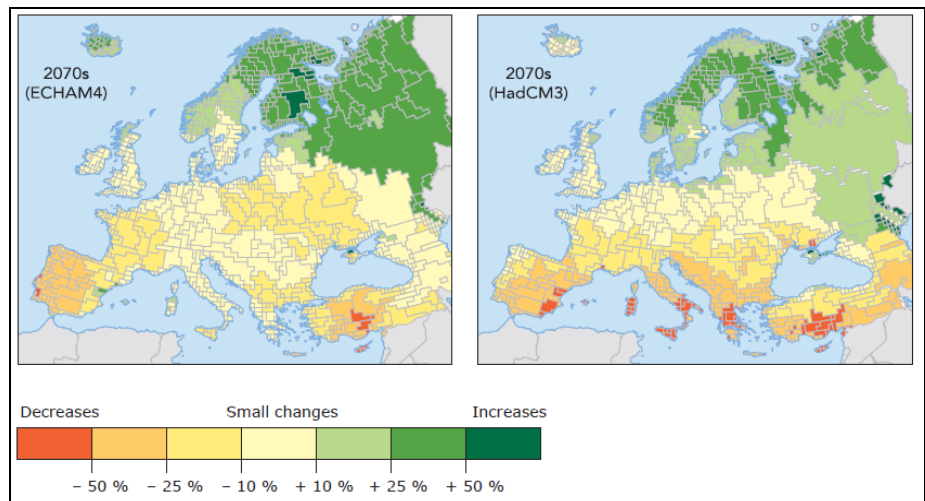 2070s
(ECHAM4)
2070s
(HadCM3)
Decreases Small changes Increases
– 50 % – 25 % – 10 % + 10 % + 25 % + 50 %